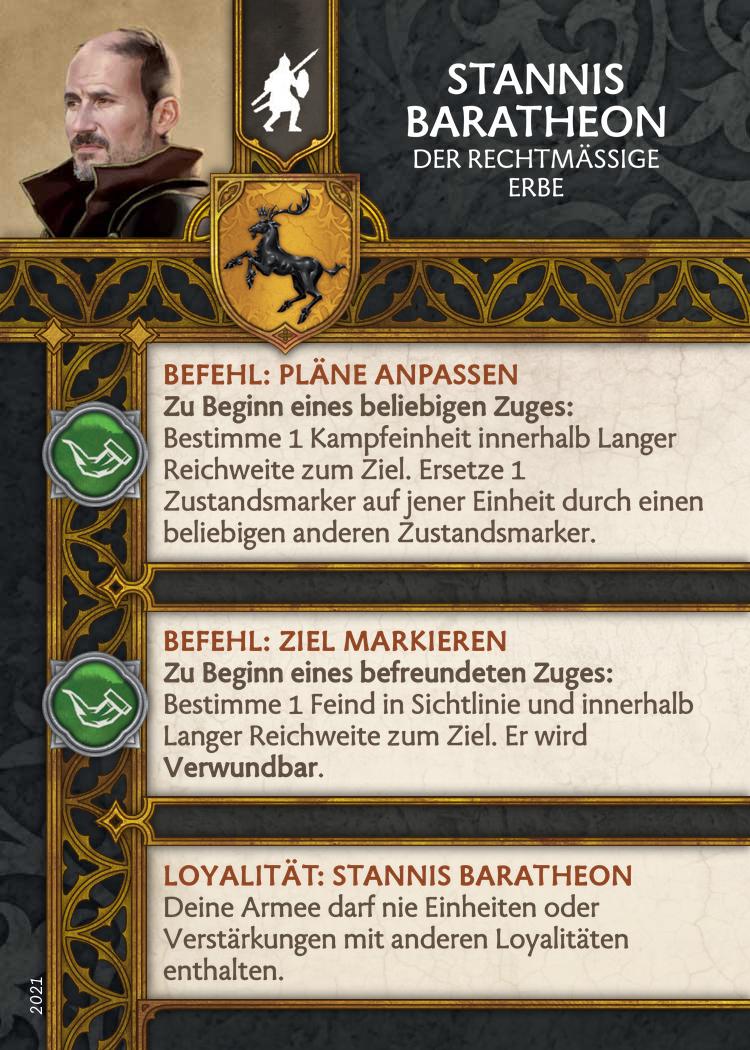 STANNIS
BARATHEON
DER RECHTMÄSSIGE
ERBE
BEFEHL: PLÄNE ANPASSEN
Zu Beginn eines beliebigen Zuges:
Bestimme 1 Kampfeinheit innerhalb Langer
Reichweite zum Ziel. Ersetze 1
Zustandsmarker auf jener Einheit durch einen
beliebigen anderen Zustandsmarker.
BEFEHL: ZIEL MARKIEREN
Zu Beginn eines befreundeten Zuges:
Bestimme 1 Feind in Sichtlinie und innerhalb
Langer Reichweite zum Ziel. Er wird
Verwundbar.
LOYALITÄT: STANNIS BARATHEON
Deine Armee darf nie Einheiten oder
Verstärkungen mit anderen Loyalitäten
enthalten.
2021